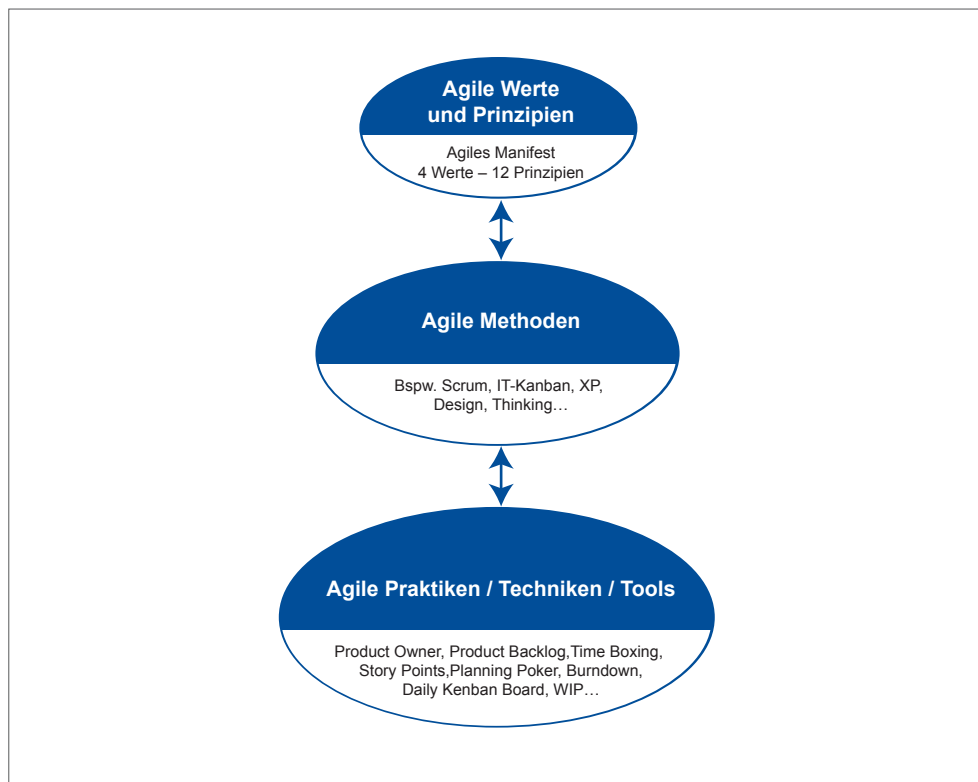 Agile Werte
und Prinzipien
Agiles Manifest
4 Werte – 12 Prinzipien
Agile Methoden
Bspw. Scrum, IT-Kanban, XP,
Design, Thinking…
Agile Praktiken / Techniken / Tools
Product Owner, Product Backlog,Time Boxing,
Story Points,Planning Poker, Burndown,
Daily Kenban Board, WIP…